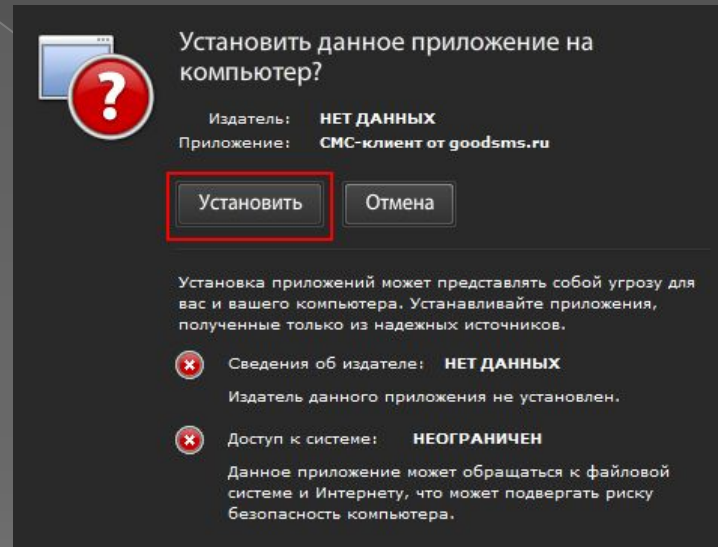 Установить данное приложение на
компьютер?
Издатель: НЕТ ДАННЫХ
Приложение: СМС-клиент от goodsms.ru
Установить Отмена
Установка приложений может представлять собой угрозу для
вас и вашего компьютера. Устанавливайте приложения,
полученные только из надежных источников.
Сведения об издателе: НЕТ ДАННЫХ
Издатель данного приложения не установлен.
Доступ к системе: НЕОГРАНИЧЕН
Данное приложение может обращаться к файловой
системе и Интернету, что может подвергать риску
безопасность компьютера.